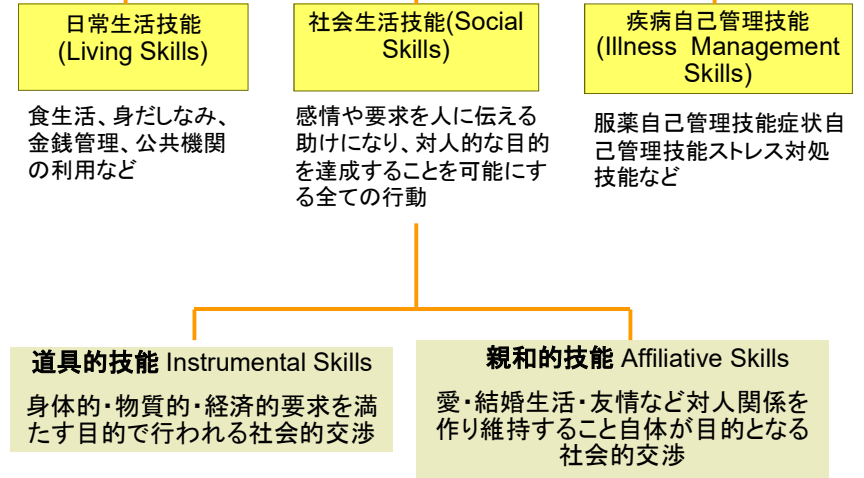 日常生活技能
(Living Skills)
食生活、身だしなみ、
金銭管理、公共機関
の利用など
社会生活技能(Social
Skills)
感情や要求を人に伝える
助けになり、対人的な目的
を達成することを可能にす
る全ての行動
疾病自己管理技能
(Illness Management
Skills)
服薬自己管理技能症状自
己管理技能ストレス対処
技能など
道具的技能 Instrumental Skills
身体的・物質的・経済的要求を満
たす目的で行われる社会的交渉
親和的技能 Affiliative Skills
愛・結婚生活・友情など対人関係を
作り維持すること自体が目的となる
社会的交渉